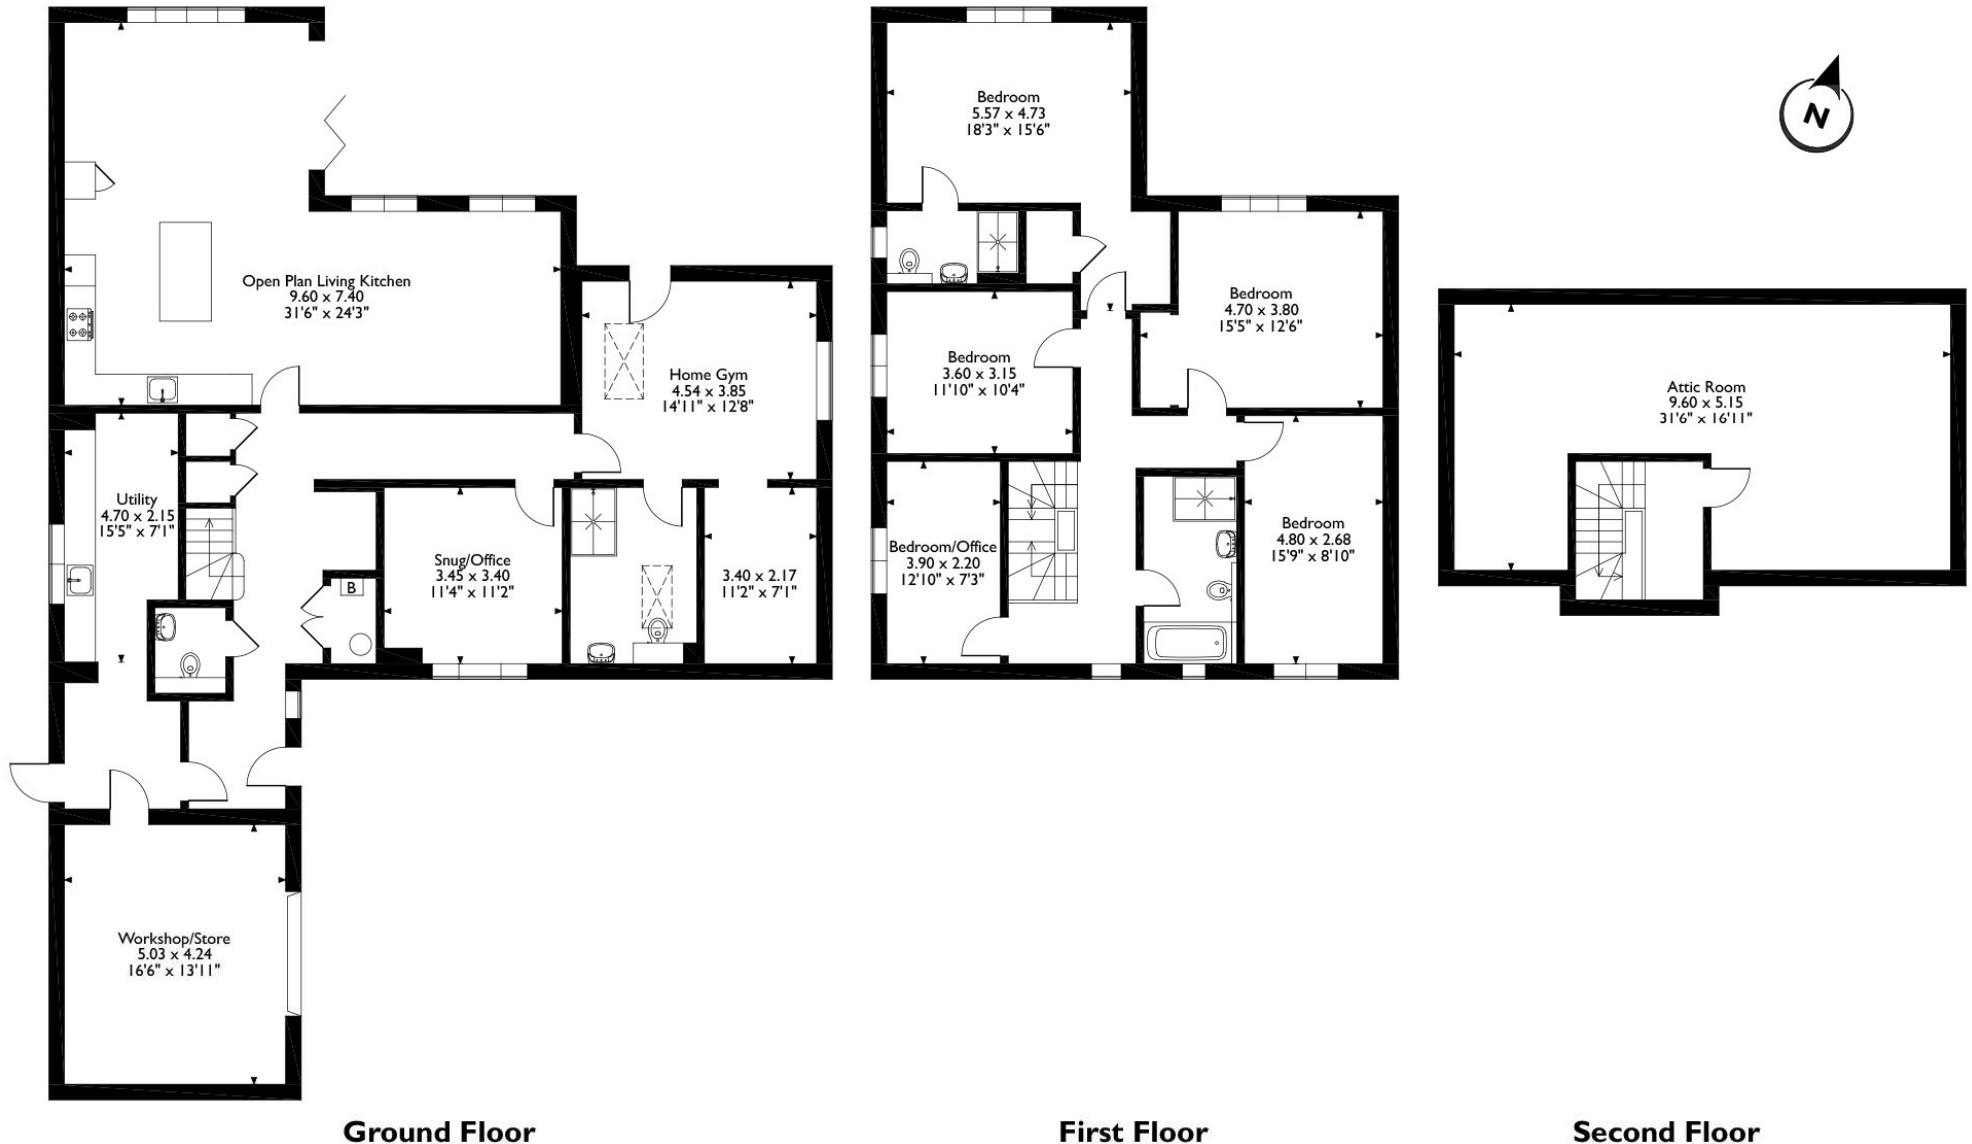 Open Plan Living Kitchen
9.60 x 7.40
31'6" x 24'3"
Home Gym
4.54 x 3.85
14'11" x 12'8"
Utility
4.70 x 2.15
15'5" x 7'1"
Snug/Office
3.45 x 3.40
11'4" x 11'2"
3.40 x 2.17
11'2" x 7'1"
B
Workshop/Store
5.03 x 4.24
16'6" x 13'11"
Ground Floor
Bedroom
5.57 x 4.73
18'3" x 15'6"
Bedroom
4.70 x 3.80
15'5" x 12'6"
Bedroom
3.60 x 3.15
11'10" x 10'4"
Bedroom/Office
3.90 x 2.20
12'10" x 7'3"
Bedroom
4.80 x 2.68
15'9" x 8'10"
First Floor
N
Attic Room
9.60 x 5.15
31'6" x 16'11"
Second Floor